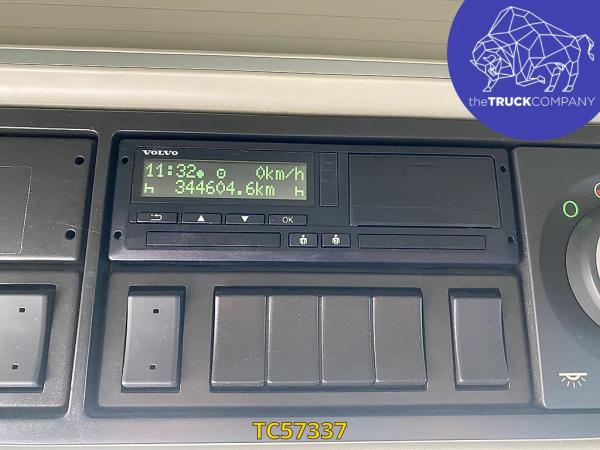 theTRUCKCOMPANY
VOLVO
11:32 0km/h
h 344604.6km h
OK
TC57337